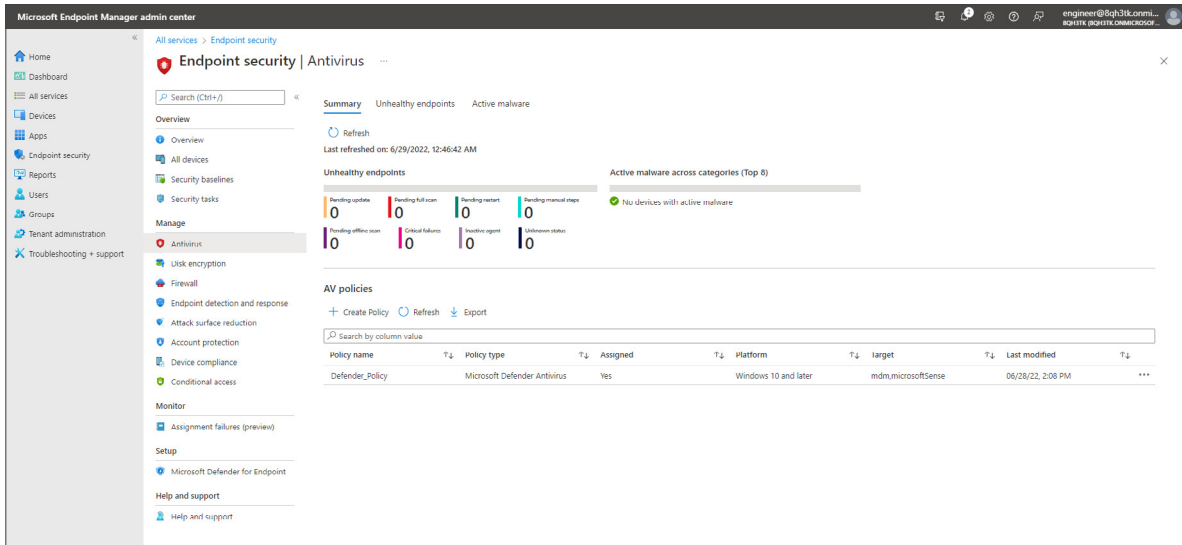 Microsoft Endpoint Manager admin center
engineer@8qh3tk.onmi...
8QH3TK (8QH3TK.ONMICROSOF...
All services > Endpoint security
Endpoint security | Antivirus ...
Home
Dashboard
All services
Devices
Apps
Endpoint security
Reports
Users
Groups
Tenant administration
Troubleshooting + support
Search (Ctrl+/)
Overview
Overview
All devices
Security baselines
Security tasks
Manage
Antivirus
Disk encryption
Firewall
Endpoint detection and response
Attack surface reduction
Account protection
Device compliance
Conditional access
Monitor
Assignment failures (preview)
Setup
Microsoft Defender for Endpoint
Help and support
Help and support
Summary Unhealthy endpoints Active malware
Refresh
Last refreshed on: 6/29/2022, 12:46:42 AM
Unhealthy endpoints
Pending update Pending full scan Pending restart Pending manual steps
0 0 0 0
Pending offline scan Critical failures Inactive agent Unknown status
0 0 0 0
Active malware across categories (Top 8)
No devices with active malware
AV policies
Create Policy Refresh Export
Search by column value
Policy name Policy type Assigned Platform Target Last modified
Defender_Policy Microsoft Defender Antivirus Yes Windows 10 and later mdm,microsoftSense 06/28/22, 2:08 PM ...